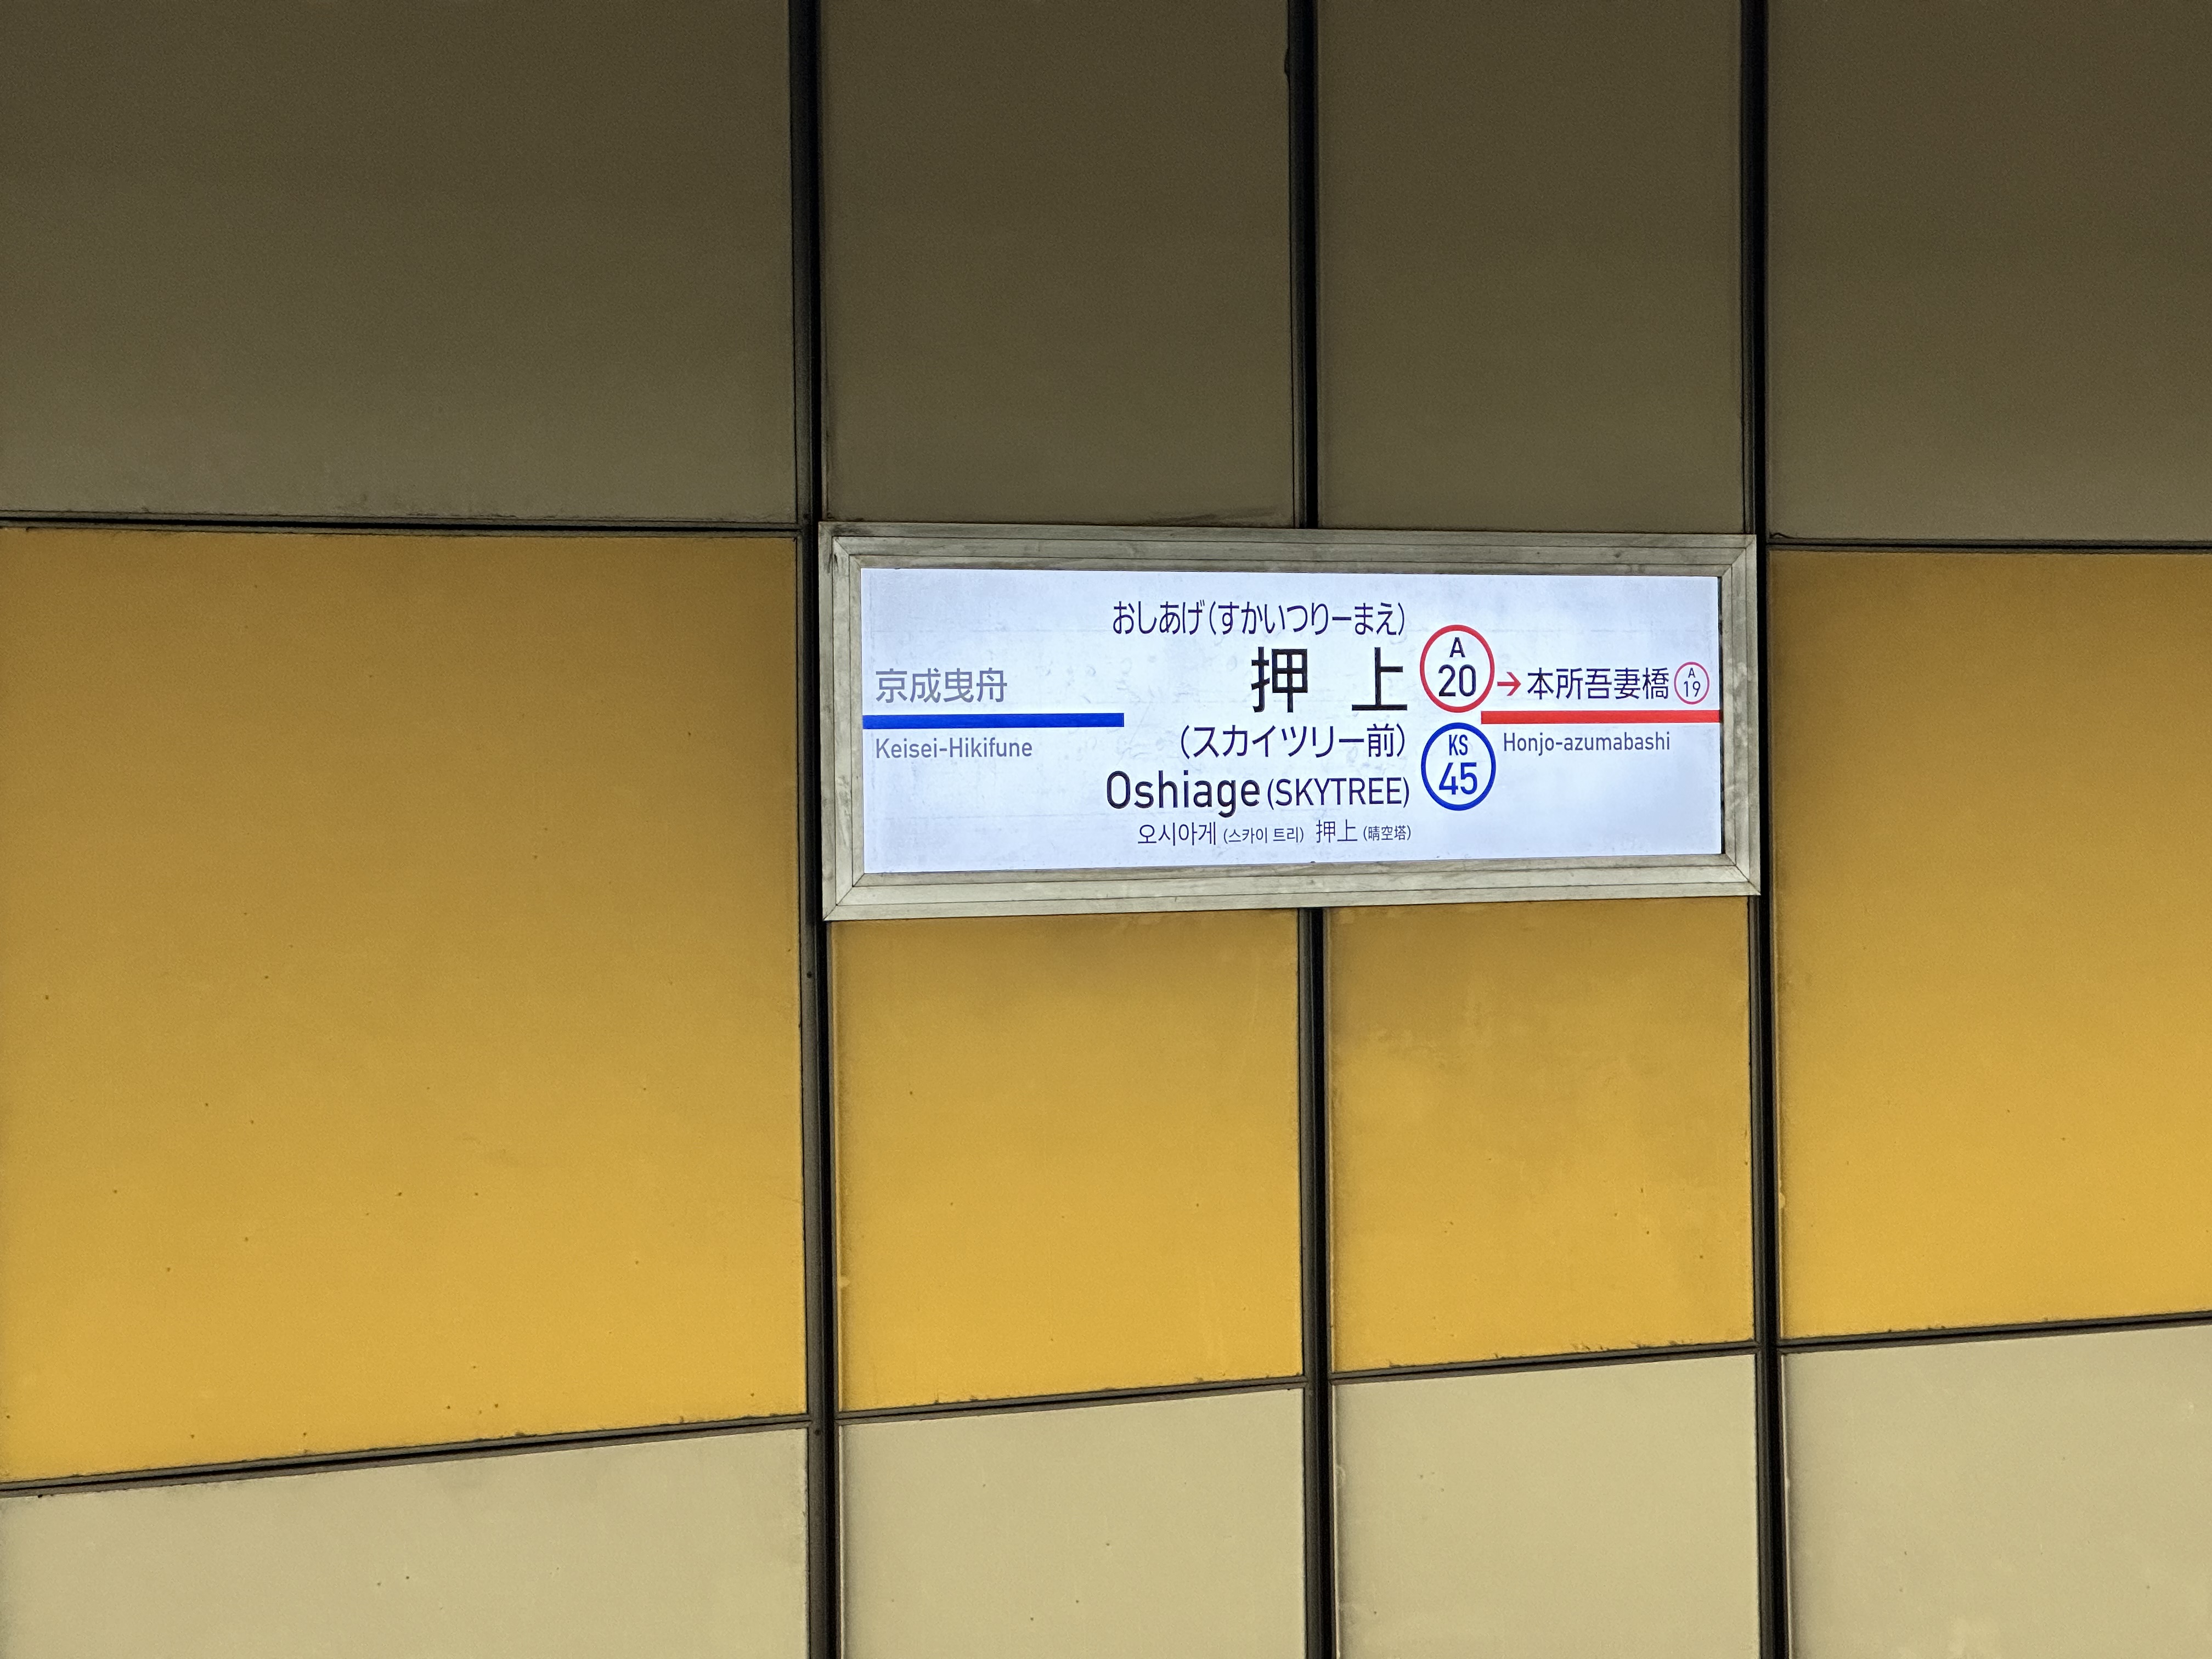 おしあげ(すかいつりーまえ)
京成曳舟
押上
A
20
→本所吾妻橋
A
19
Keisei-Hikifune
(スカイツリー前)
KS
45
Honjo-azumabashi
Oshiage(SKYTREE)
오시아게 (스카이 트리) 押上 (晴空塔)